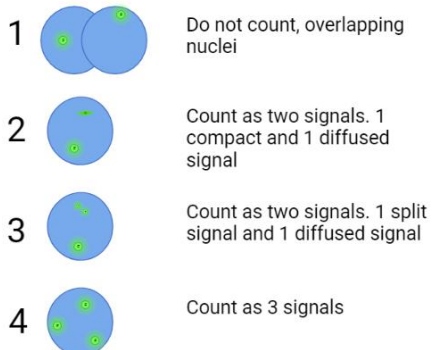 1
Do not count, overlapping
nuclei
2
Count as two signals. 1
compact and 1 diffused
signal
3
Count as two signals. 1 split
signal and 1 diffused signal
4
Count as 3 signals